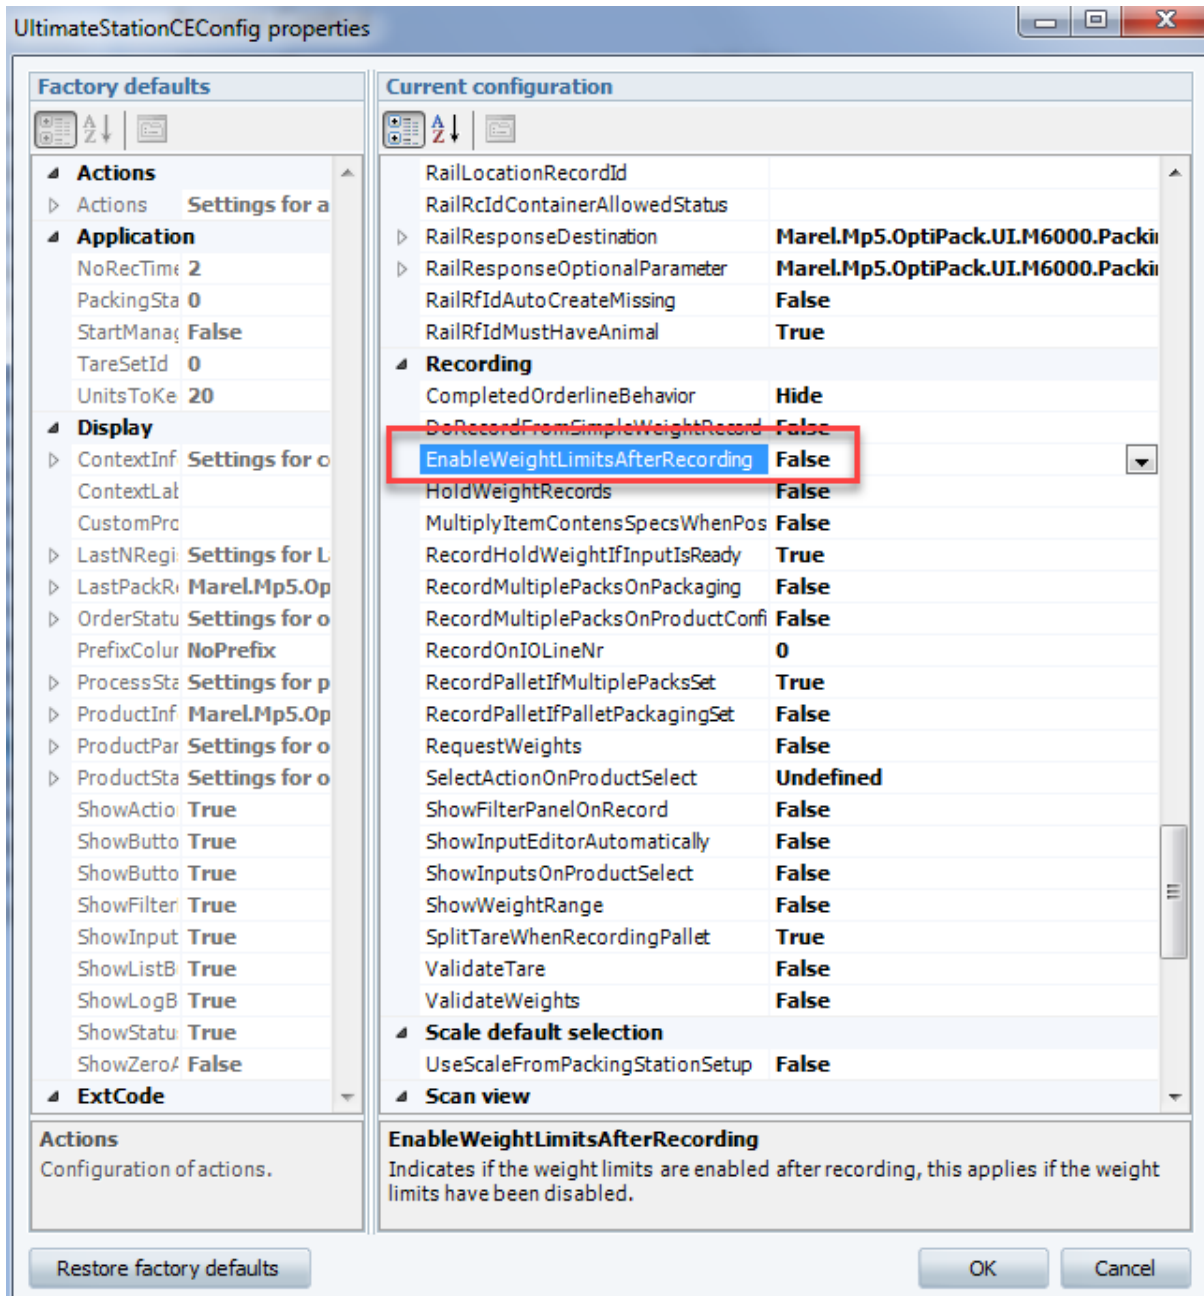 UltimateStationCEConfig properties
Factory defaults
Actions
Actions Settings for a
Application
NoRecTime 2
PackingSta 0
StartManag False
TareSetId 0
UnitsToKe 20
Display
ContextInf Settings for c
ContextLab
CustomPro
LastNRegi Settings for L
LastPackR Marel.Mp5.Op
OrderStatu Settings for o
PrefixColur NoPrefix
ProcessSta Settings for p
ProductInf Marel.Mp5.Op
ProductPar Settings for o
ProductSta Settings for o
ShowActio True
ShowButto True
ShowButto True
ShowFilter True
ShowInput True
ShowListB True
ShowLogB True
ShowStatu True
ShowZeroA False
ExtCode
Actions
Configuration of actions.
Current configuration
RailLocationRecordId
RailRcIdContainerAllowedStatus
RailResponseDestination Marel.Mp5.OptiPack.UI.M6000.Packi
RailResponseOptionalParameter Marel.Mp5.OptiPack.UI.M6000.Packi
RailRfIdAutoCreateMissing False
RailRfIdMustHaveAnimal True
Recording
CompletedOrderlineBehavior Hide
DoRecordFromSimpleWeightRecord False
EnableWeightLimitsAfterRecording False
HoldWeightRecords False
MultiplyItemContensSpecsWhenPos False
RecordHoldWeightIfInputIsReady True
RecordMultiplePacksOnPackaging False
RecordMultiplePacksOnProductConfi False
RecordOnIOLineNr 0
RecordPalletIfMultiplePacksSet True
RecordPalletIfPalletPackagingSet False
RequestWeights False
SelectActionOnProductSelect Undefined
ShowFilterPanelOnRecord False
ShowInputEditorAutomatically False
ShowInputsOnProductSelect False
ShowWeightRange False
SplitTareWhenRecordingPallet True
ValidateTare False
ValidateWeights False
Scale default selection
UseScaleFromPackingStationSetup False
Scan view
EnableWeightLimitsAfterRecording
Indicates if the weight limits are enabled after recording, this applies if the weight
limits have been disabled.
Restore factory defaults
OK
Cancel